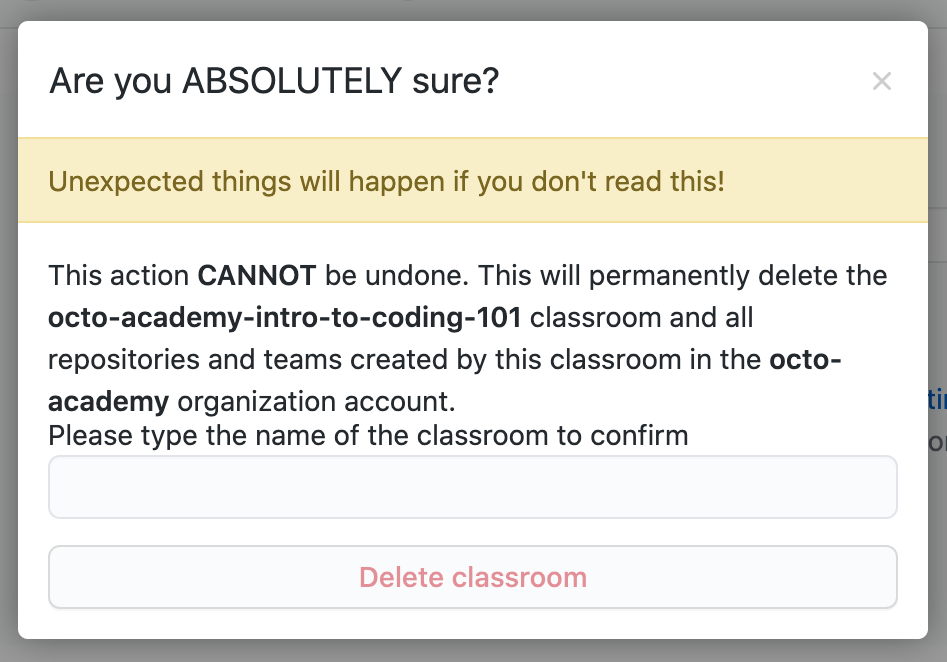 Are you ABSOLUTELY sure?
Unexpected things will happen if you don't read this!
This action CANNOT be undone. This will permanently delete the
octo-academy-intro-to-coding-101 classroom and all
repositories and teams created by this classroom in the octo-
academy organization account.
Please type the name of the classroom to confirm
Delete classroom